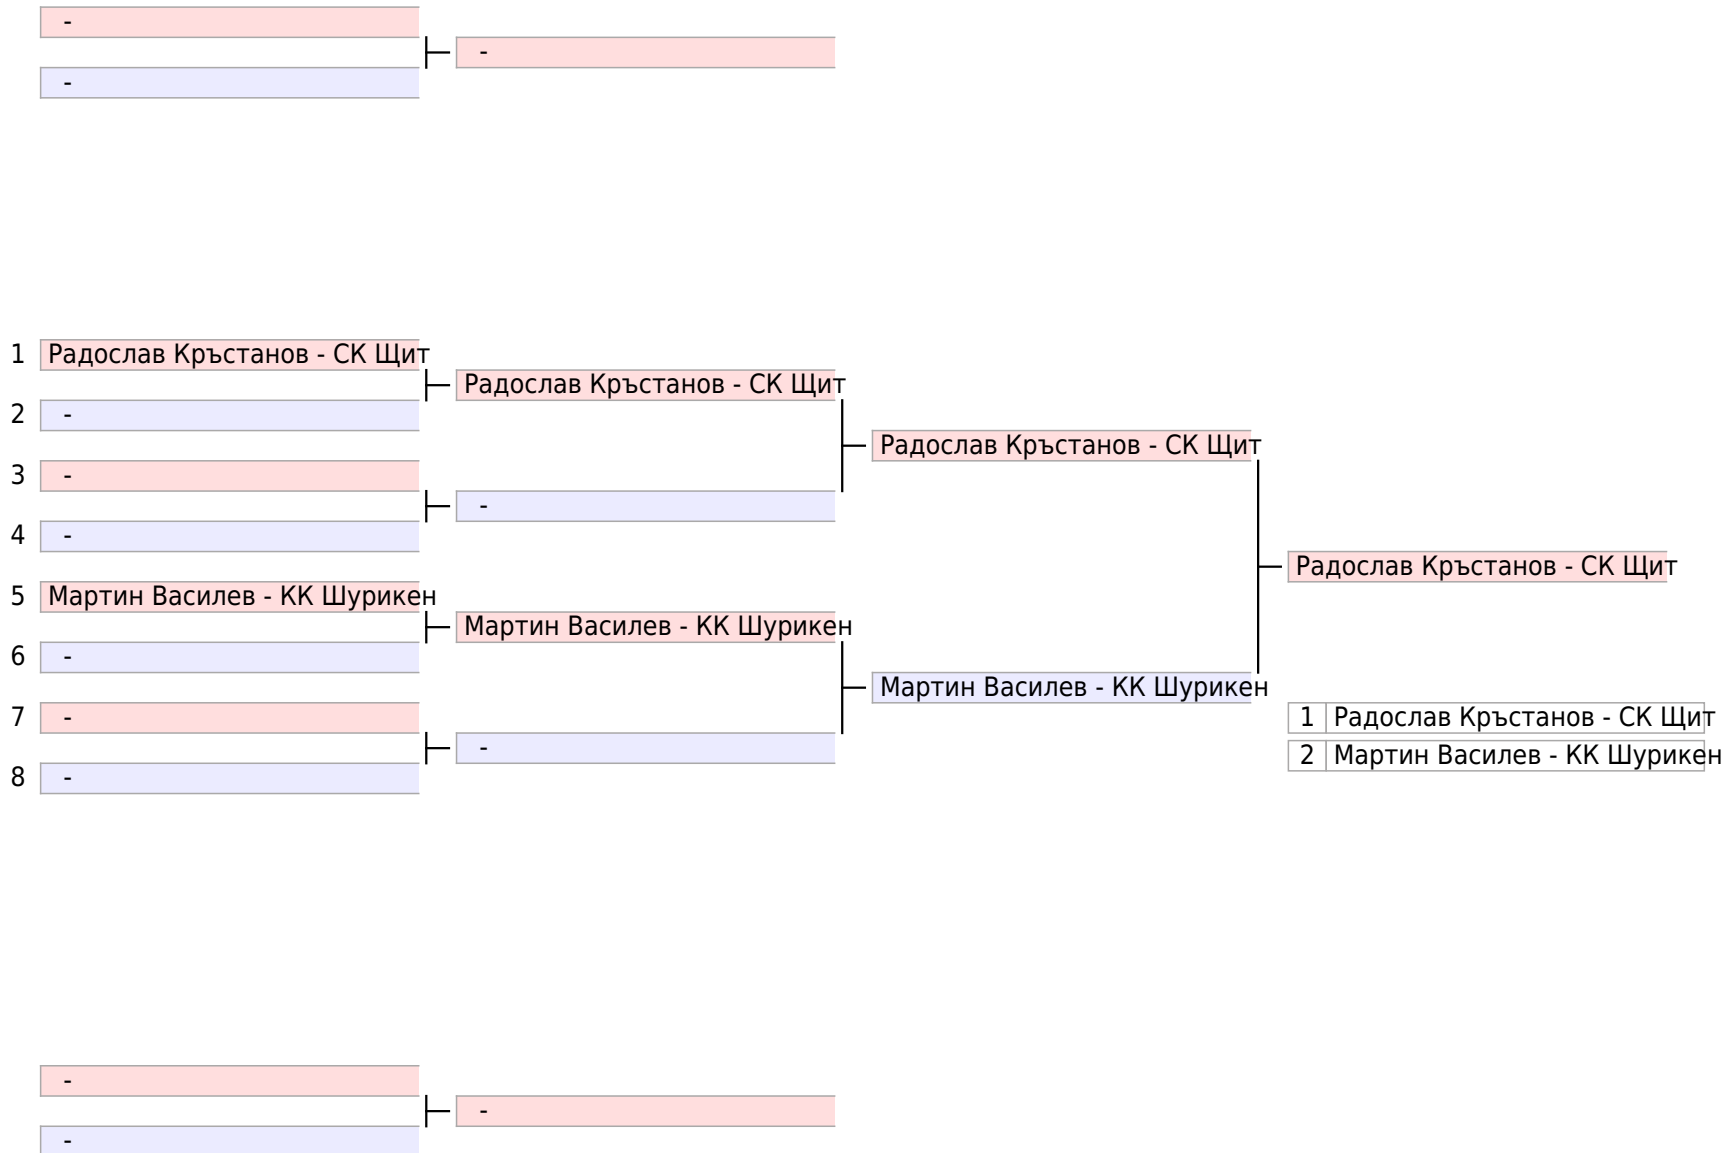 -
-
-
1 Радослав Кръстанов - СК Щит
Радослав Кръстанов - СК Щит
2 -
Радослав Кръстанов - СК Щит
3 -
-
4 -
Радослав Кръстанов - СК Щит
5 Мартин Василев - КК Шурикен
Мартин Василев - КК Шурикен
6 -
Мартин Василев - КК Шурикен
7 -
1 Радослав Кръстанов - СК Щит
-
2 Мартин Василев - КК Шурикен
8 -
-
-
-